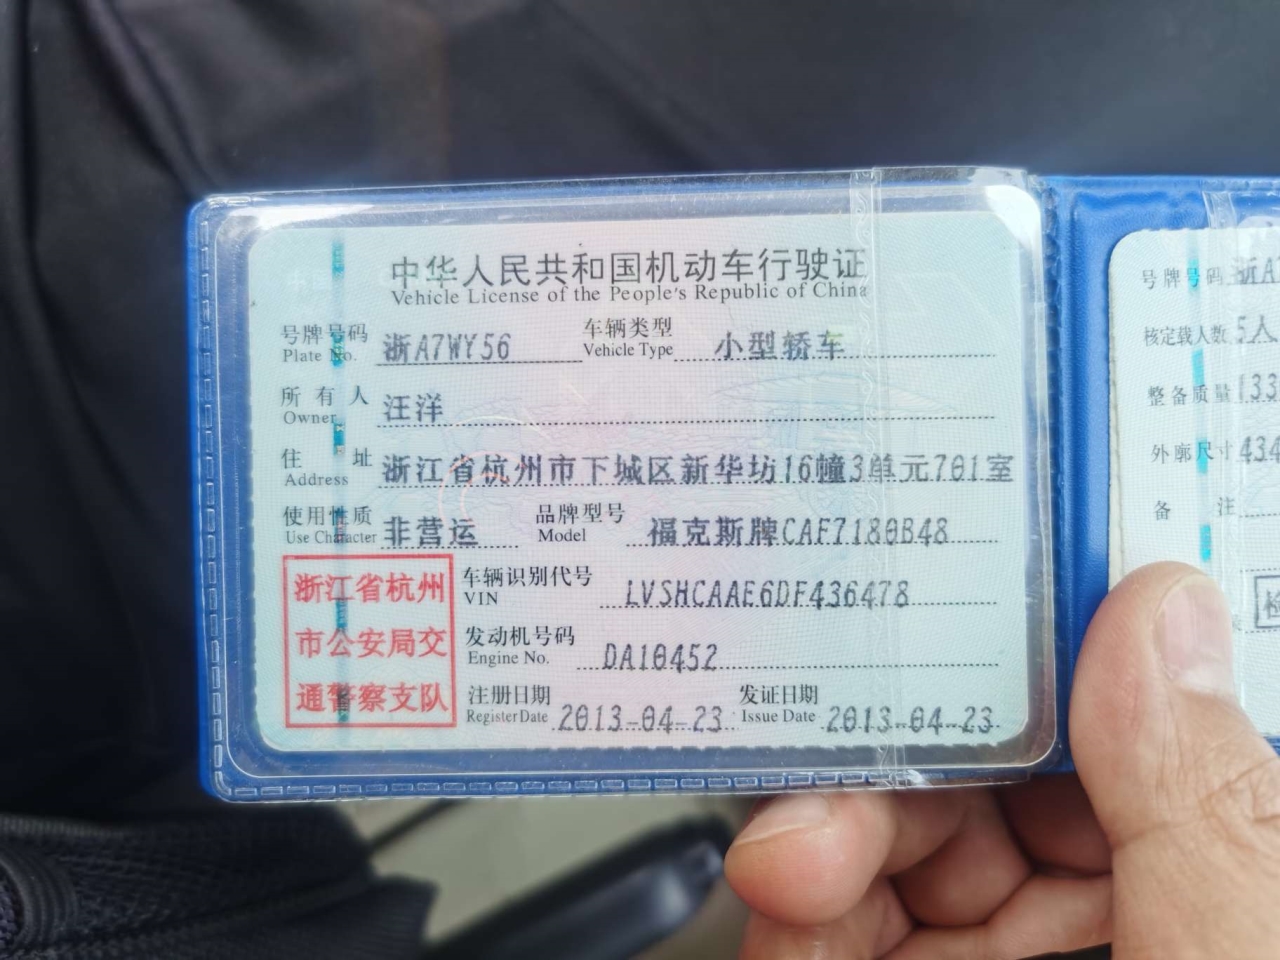 中华人民共和国机动车行驶证
Vehicle License of the People's Republic of China
号牌号码 浙A7WY56 车辆类型 小型轿车
Plate No. Vehicle Type
所有人 汪洋
Owner
住址 浙江省杭州市下城区新华坊16幢3单元701室
Address
使用性质 非营运 品牌型号 福克斯牌CAF7180B48
Use Character Model
浙江省杭州
市公安局交
通警察支队
车辆识别代号 LVSHCAAE6DF436478
VIN
发动机号码 DA10452
Engine No.
注册日期 2013-04-23 发证日期 2013-04-23
Register Date Issue Date
号牌号码 浙A
核定载人数 5人
整备质量 133
外廓尺寸 434
备注
检